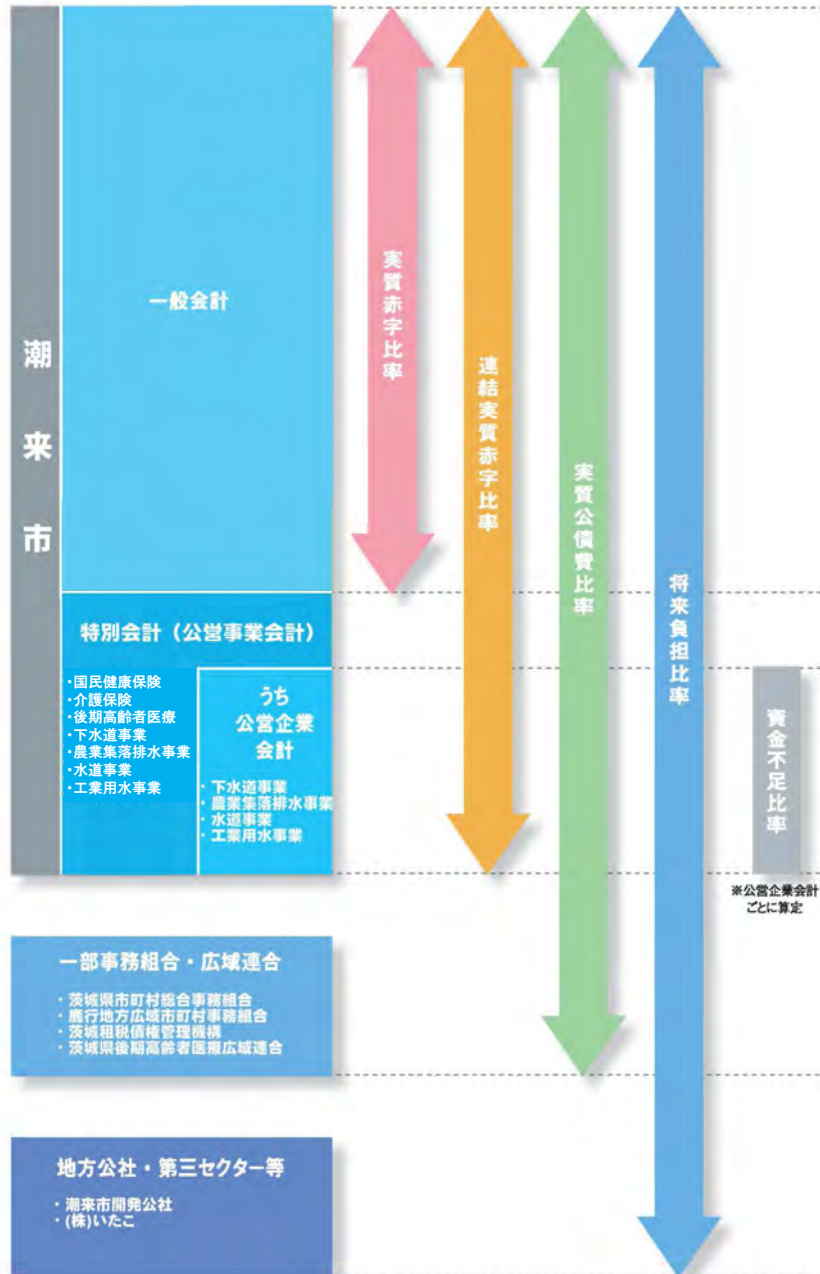 潮来市
一般会計
特別会計（公営事業会計）
・国民健康保険
・介護保険
・後期高齢者医療
・下水道事業
・農業集落排水事業
・水道事業
・工業用水事業
うち
公営企業
会計
・下水道事業
・農業集落排水事業
・水道事業
・工業用水事業
実質赤字比率
連結実質赤字比率
実質公債費比率
将来負担比率
資金不足比率
※公営企業会計
ごとに算定
一部事務組合・広域連合
・茨城県市町村総合事務組合
・鹿行地方広域市町村事務組合
・茨城租税債権管理機構
・茨城県後期高齢者医療広域連合
地方公社・第三セクター等
・潮来市開発公社
・(株)いたこ